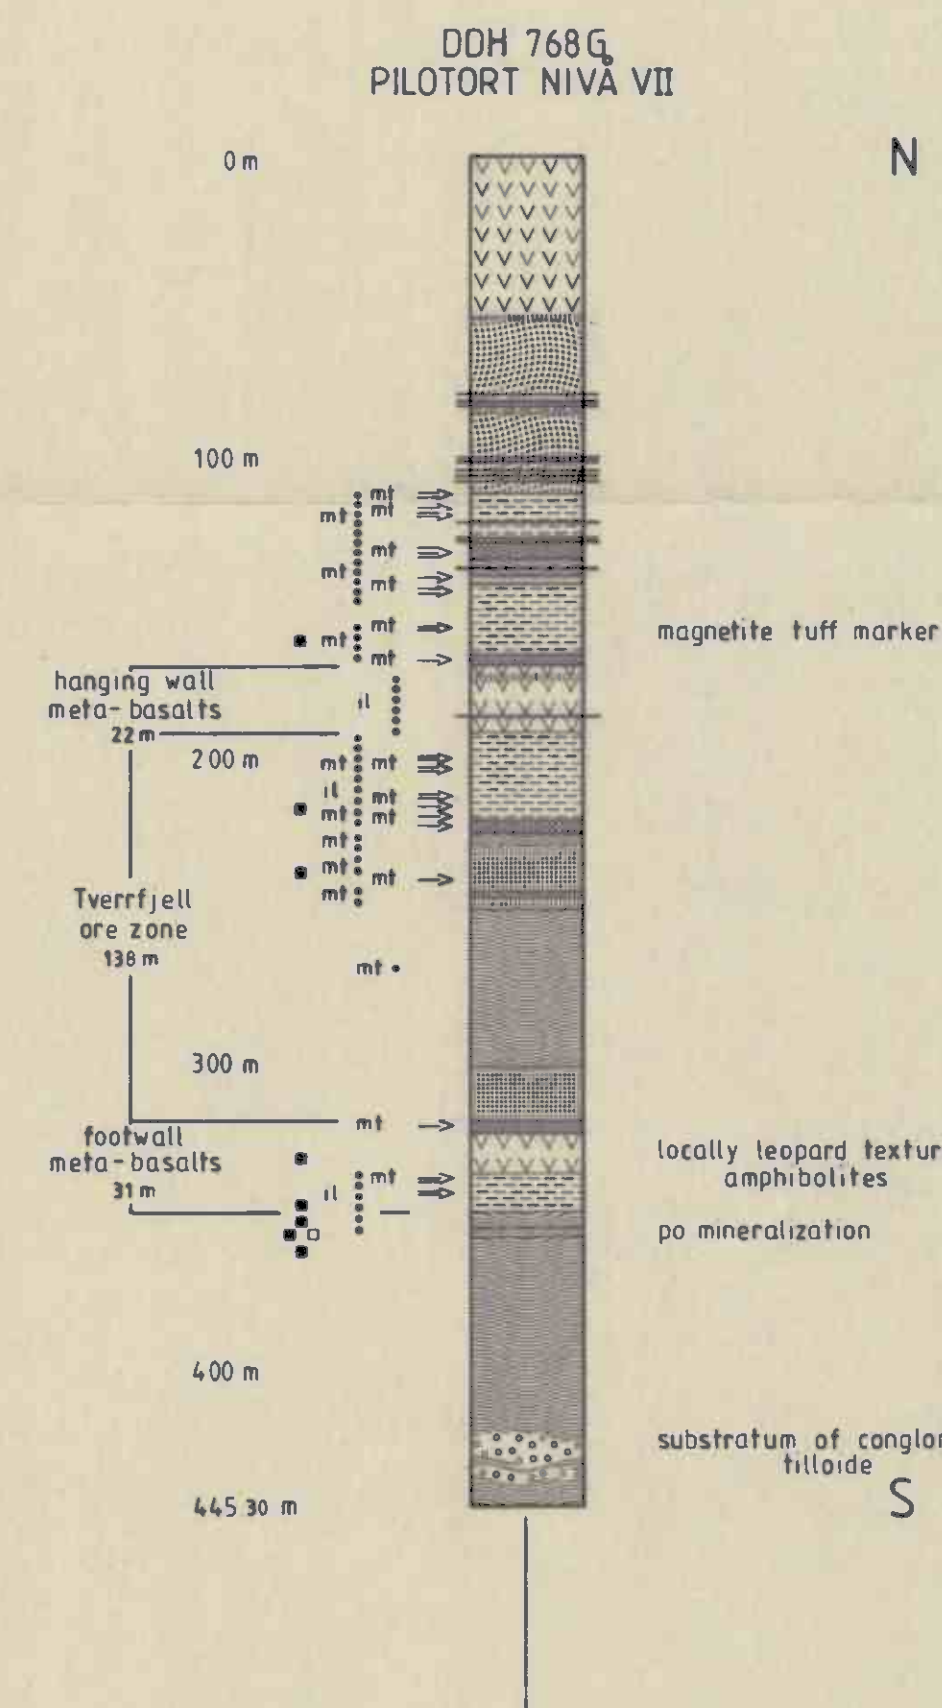 DDH 768G
PILOTORT NIVÅ VII
0 m
N
100 m
mt
mt
mt
mt
mt
mt
mt
magnetite tuff marker
mt
mt
hanging wall
meta-basalts
22 m
il
200 m
mt
mt
il
mt
mt
mt
mt
mt
mt
mt
Tverrfjell
ore zone
138 m
mt
300 m
mt
footwall
meta-basalts
31 m
locally leopard textur
amphibolites
mt
il
po mineralization
400 m
substratum of conglor
tilloide
445 30 m
S